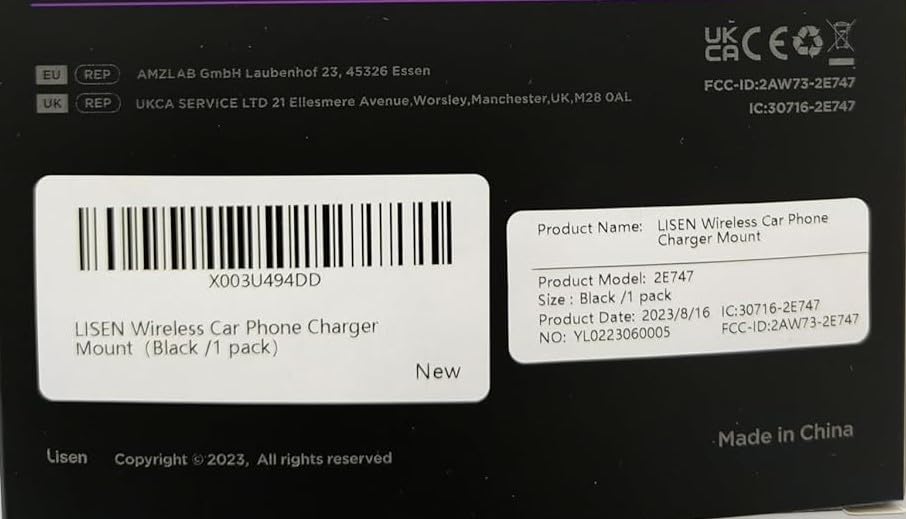 UK
CA CE
EU REP AMZLAB GmbH Laubenhof 23, 45326 Essen
UK REP UKCA SERVICE LTD 21 Ellesmere Avenue,Worsley,Manchester,UK,M28 0AL
FCC-ID:2AW73-2E747
IC:30716-2E747
X003U494DD
LISEN Wireless Car Phone Charger
Mount（Black /1 pack）
New
Product Name: LISEN Wireless Car Phone
Charger Mount
Product Model: 2E747
Size : Black /1 pack
Product Date: 2023/8/16 IC:30716-2E747
NO: YL0223060005 FCC-ID:2AW73-2E747
Made in China
Lisen Copyright © 2023, All rights reserved